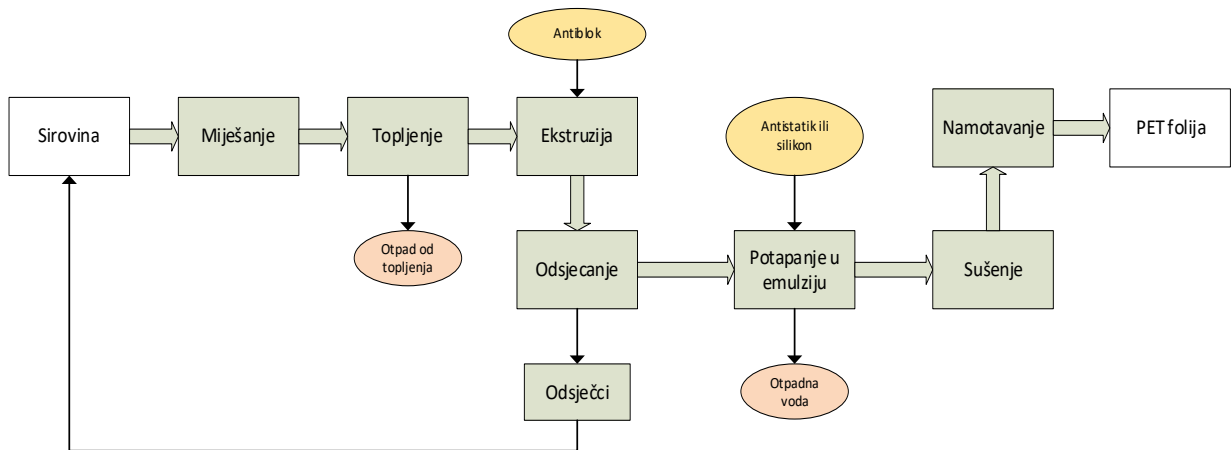 Antiblok
Sirovina
Miješanje
Topljenje
Ekstruzija
Antistatik ili
silikon
Namotavanje
PET folija
Otpad od
topljenja
Odsjecanje
Potapanje u
emulziju
Sušenje
Odsječci
Otpadna
voda